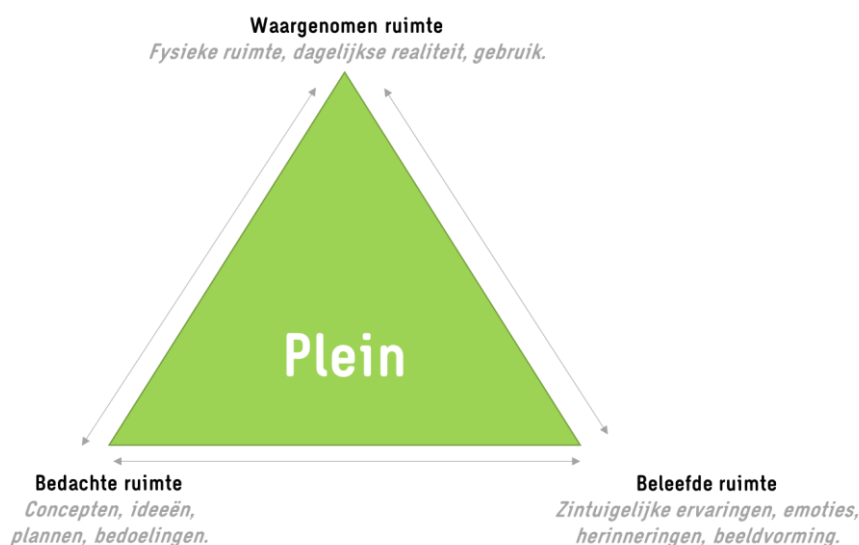 Waargenomen ruimte
Fysieke ruimte, dagelijkse realiteit, gebruik.
Plein
Bedachte ruimte
Concepten, ideeën,
plannen, bedoelingen.
Beleefde ruimte
Zintuigelijke ervaringen, emoties,
herinneringen, beeldvorming.